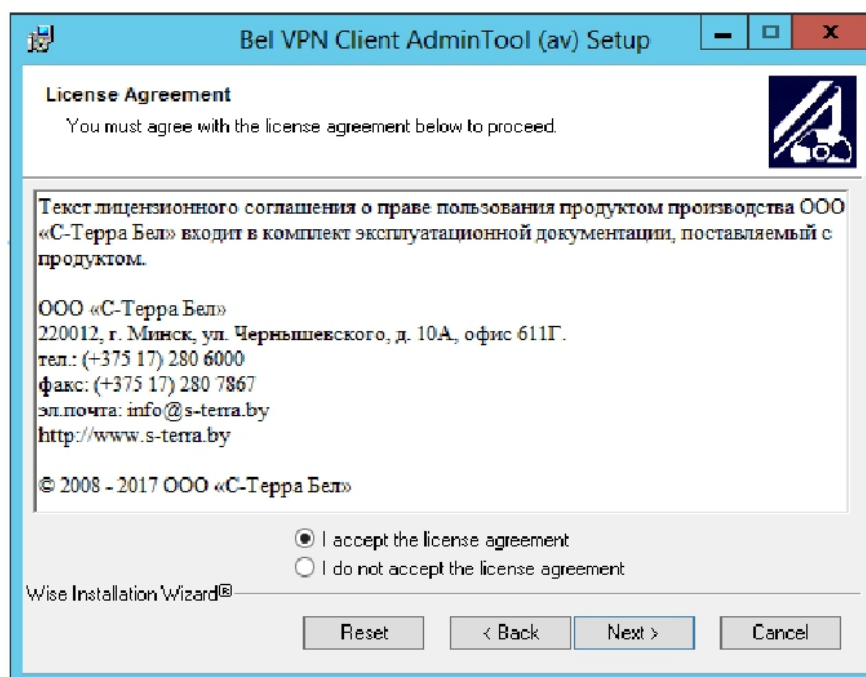 Bel VPN Client AdminTool (av) Setup
License Agreement
You must agree with the license agreement below to proceed.
Текст лицензионного соглашения о праве пользования продуктом производства ООО
«С-Терра Бел» входит в комплект эксплуатационной документации, поставляемый с
продуктом.
ООО «С-Терра Бел»
220012, г. Минск, ул. Чернышевского, д. 10А, офис 611Г.
тел.: (+375 17) 280 6000
факс: (+375 17) 280 7867
эл.почта: info@s-terra.by
http://www.s-terra.by
© 2008 - 2017 ООО «С-Терра Бел»
I accept the license agreement
I do not accept the license agreement
Wise Installation Wizard®
Reset < Back Next > Cancel